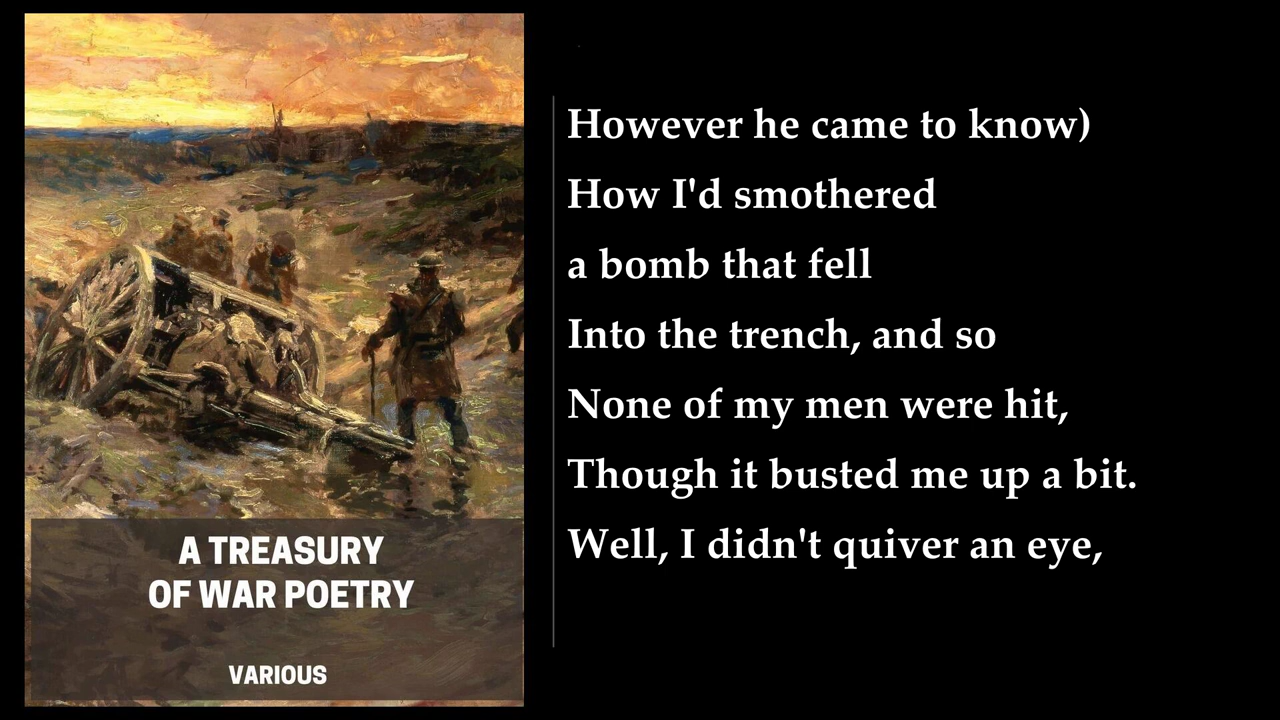 However he came to know)
How I'd smothered
a bomb that fell
Into the trench, and so
None of my men were hit,
Though it busted me up a bit.
Well, I didn't quiver an eye,
A TREASURY
OF WAR POETRY
VARIOUS